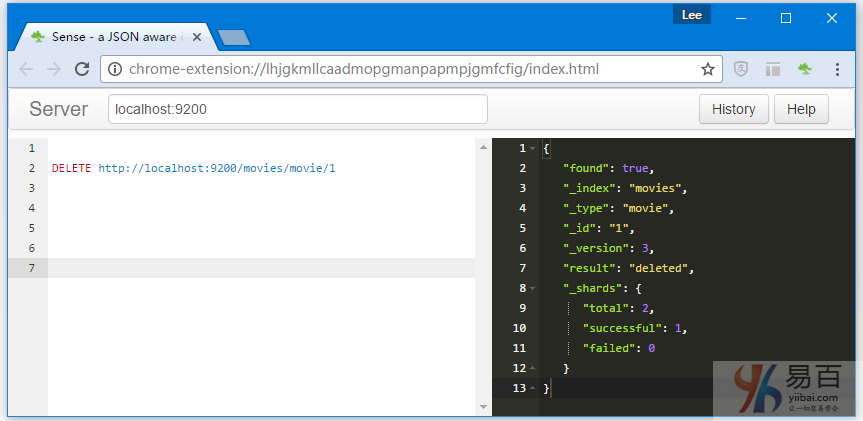 Lee
Sense - a JSON aware i
chrome-extension://lhjgkmllcaadmopgmanpapmpjgmfcfig/index.html
Server localhost:9200 History Help
1
2 DELETE http://localhost:9200/movies/movie/1
3
4
5
6
7
1 {
2 "found": true,
3 "_index": "movies",
4 "_type": "movie",
5 "_id": "1",
6 "_version": 3,
7 "result": "deleted",
8 "_shards": {
9 "total": 2,
10 "successful": 1,
11 "failed": 0
12 }
13 }
易百
yiibai.com